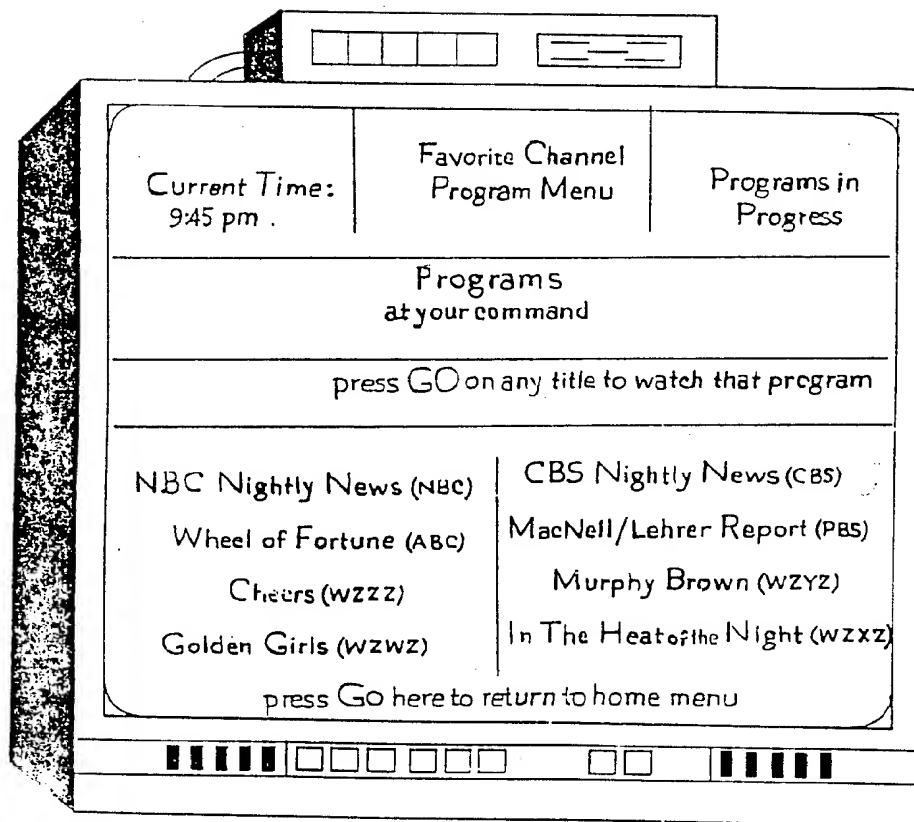 Current Time:
9:45 pm .
Favorite Channel
Program Menu
Programs in
Progress
Programs
at your command
press GO on any title to watch that program
NBC Nightly News (NBC)
Wheel of Fortune (ABC)
Cheers (WZZZ)
Golden Girls (WZWZ)
CBS Nightly News (CBS)
MacNell/Lehrer Report (PBS)
Murphy Brown (WZYZ)
In The Heat of the Night (WZXZ)
press Go here to return to home menu